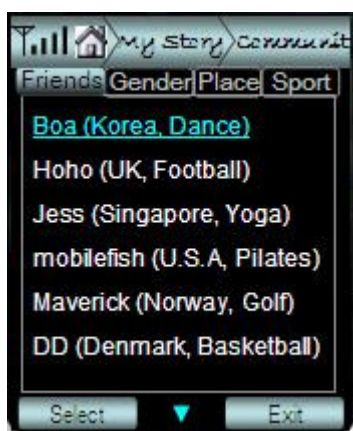 My Story Communit
Friends Gender Place Sport
Boa (Korea, Dance)
Hoho (UK, Football)
Jess (Singapore, Yoga)
mobilefish (U.S.A, Pilates)
Maverick (Norway, Golf)
DD (Denmark, Basketball)
Select Exit